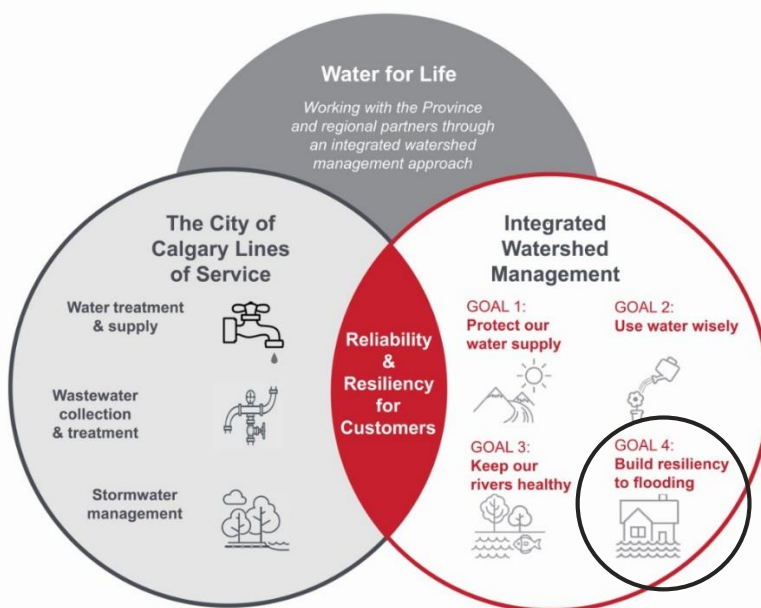 Water for Life
Working with the Province
and regional partners through
an integrated watershed
management approach
The City of
Calgary Lines
of Service
Water treatment
& supply
Wastewater
collection
& treatment
Stormwater
management
Reliability
&
Resiliency
for
Customers
Integrated
Watershed
Management
GOAL 1:
Protect our
water supply
GOAL 2:
Use water wisely
GOAL 3:
Keep our
rivers healthy
GOAL 4:
Build resiliency
to flooding